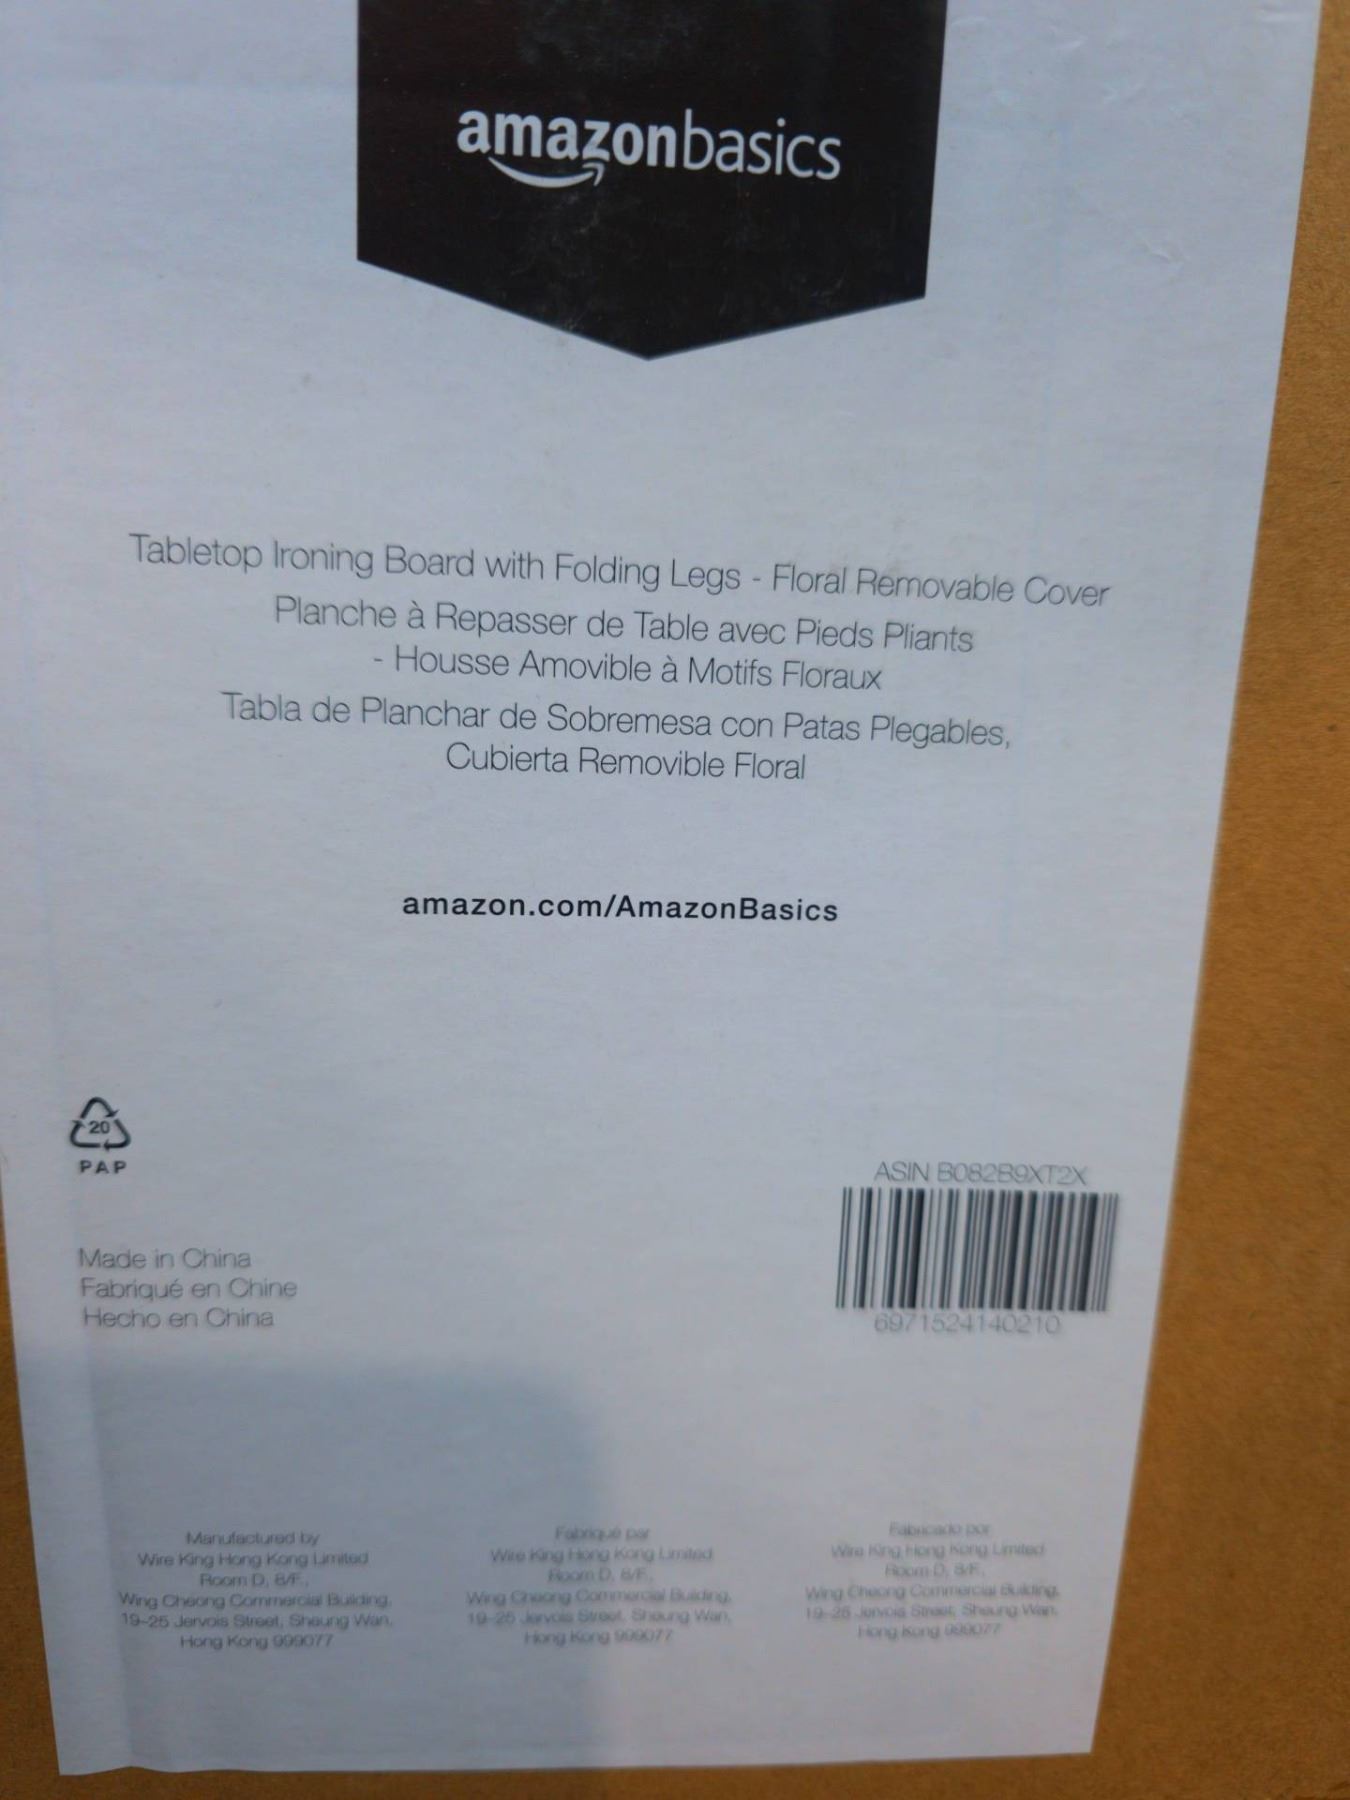 amazonbasics
Tabletop Ironing Board with Folding Legs - Floral Removable Cover
Planche à Repasser de Table avec Pieds Pliants
- Housse Amovible à Motifs Floraux
Tabla de Planchar de Sobremesa con Patas Plegables,
Cubierta Removible Floral
amazon.com/AmazonBasics
20
PAP
ASIN B082B9XT2X
6971524140210
Made in China
Fabriqué en Chine
Hecho en China
Manufactured by
Wire King Hong Kong Limited
Room D, 8/F.,
Wing Cheong Commercial Building,
19-25 Jervois Street, Sheung Wan,
Hong Kong 999077
Fabriqué par
Wire King Hong Kong Limited
Room D, 8/F.,
Wing Cheong Commercial Building,
19-25 Jervois Street, Sheung Wan,
Hong Kong 999077
Fabricado por
Wire King Hong Kong Limited
Room D, 8/F.,
Wing Cheong Commercial Building,
19-25 Jervois Street, Sheung Wan,
Hong Kong 999077